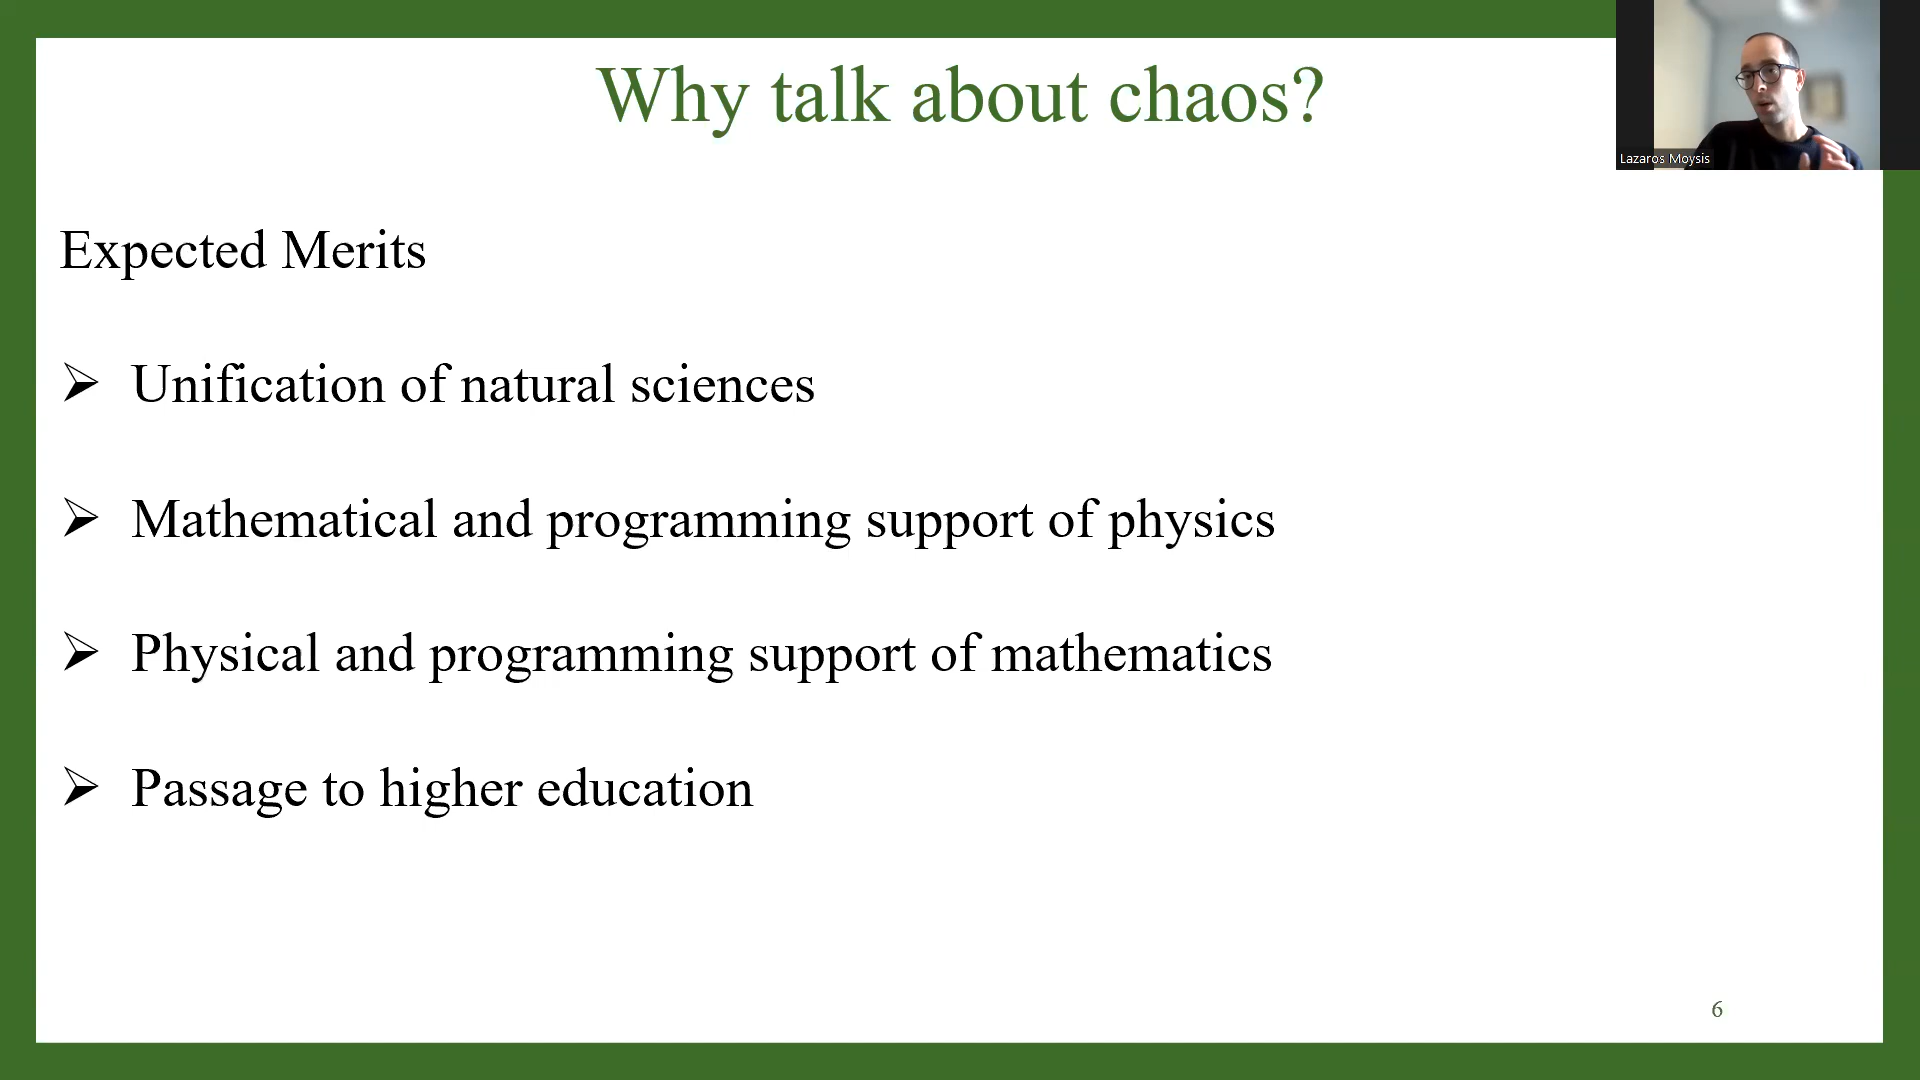 Why talk about chaos?
Lazaros Moysis
Expected Merits
➢ Unification of natural sciences
➢ Mathematical and programming support of physics
➢ Physical and programming support of mathematics
➢ Passage to higher education
6